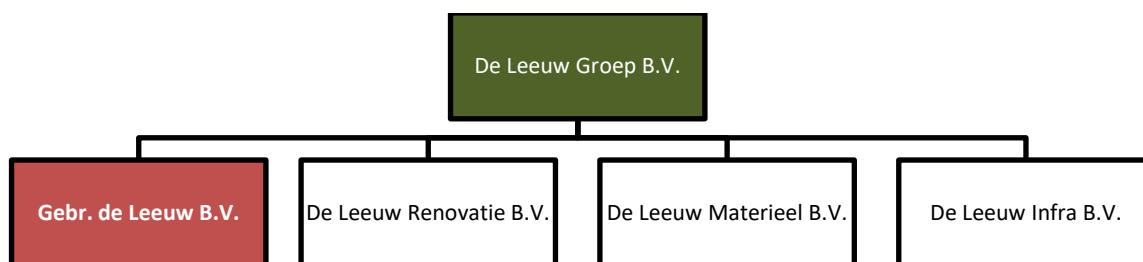 De Leeuw Groep B.V.
Gebr. de Leeuw B.V.
De Leeuw Renovatie B.V.
De Leeuw Materieel B.V.
De Leeuw Infra B.V.